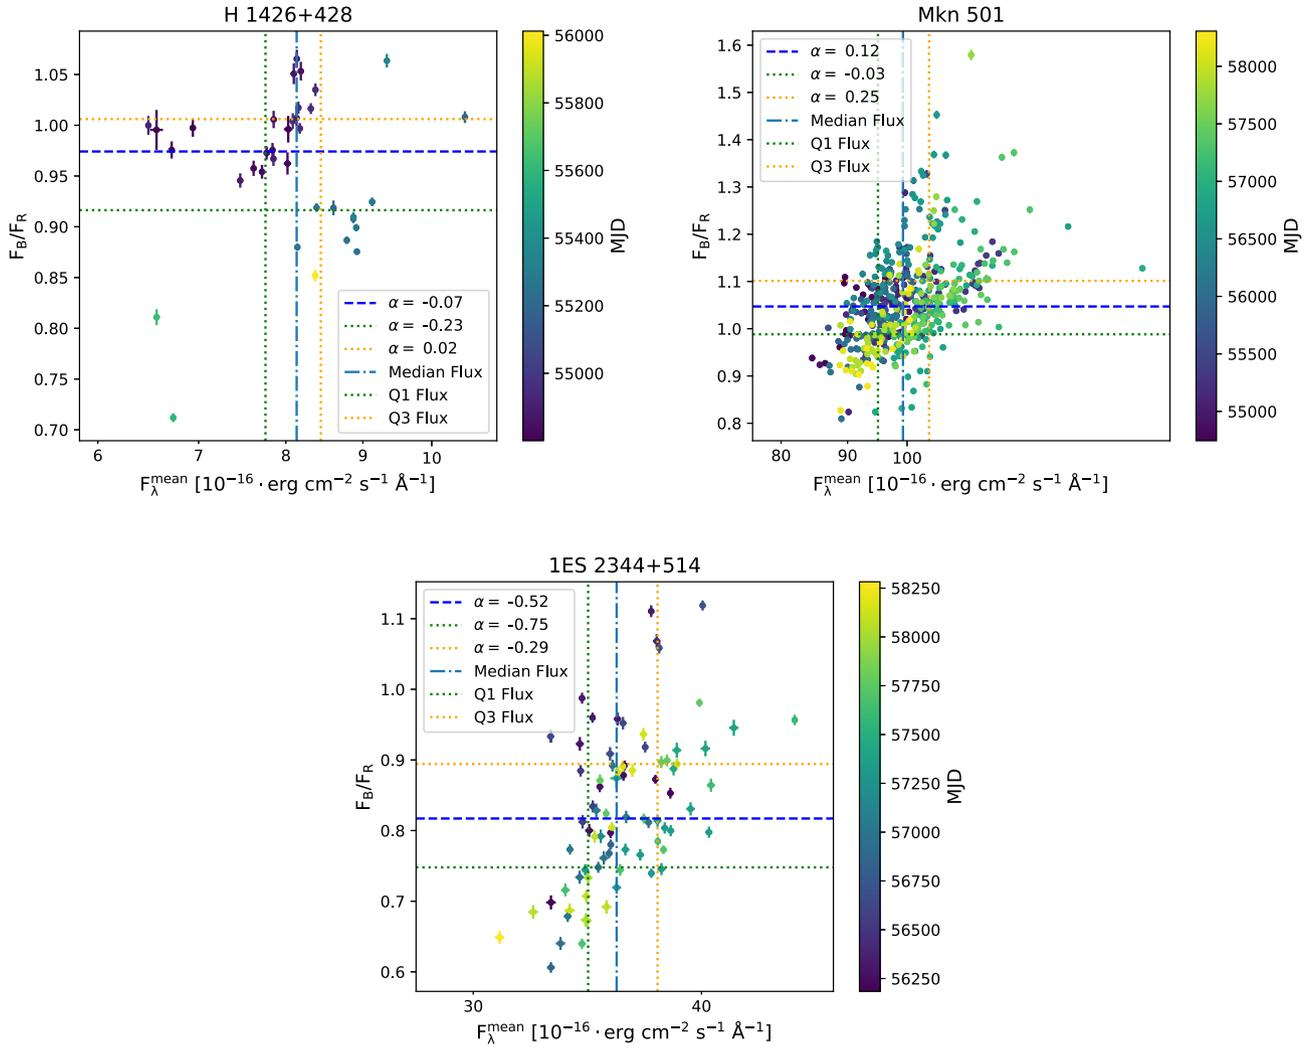 H 1426+428
1.05
1.00
0.95
0.90
0.85
0.80
0.75
0.70
F_B/F_R
6 7 8 9 10
F_λ^mean [10⁻¹⁶ · erg cm⁻² s⁻¹ Å⁻¹]
α = -0.07
α = -0.23
α = 0.02
Median Flux
Q1 Flux
Q3 Flux
56000
55800
55600
55400
55200
55000
MJD
Mkn 501
1.6
1.5
1.4
1.3
1.2
1.1
1.0
0.9
0.8
F_B/F_R
80 90 100
F_λ^mean [10⁻¹⁶ · erg cm⁻² s⁻¹ Å⁻¹]
α = 0.12
α = -0.03
α = 0.25
Median Flux
Q1 Flux
Q3 Flux
58000
57500
57000
56500
56000
55500
55000
MJD
1ES 2344+514
1.1
1.0
0.9
0.8
0.7
0.6
F_B/F_R
30 40
F_λ^mean [10⁻¹⁶ · erg cm⁻² s⁻¹ Å⁻¹]
α = -0.52
α = -0.75
α = -0.29
Median Flux
Q1 Flux
Q3 Flux
58250
58000
57750
57500
57250
57000
56750
56500
56250
MJD